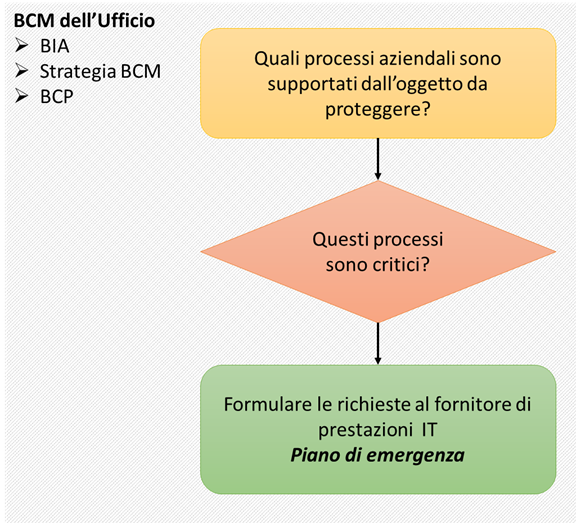 BCM dell'Ufficio
➢ BIA
➢ Strategia BCM
➢ BCP
Quali processi aziendali sono
supportati dall'oggetto da
proteggere?
Questi processi
sono critici?
Formulare le richieste al fornitore di
prestazioni IT
Piano di emergenza